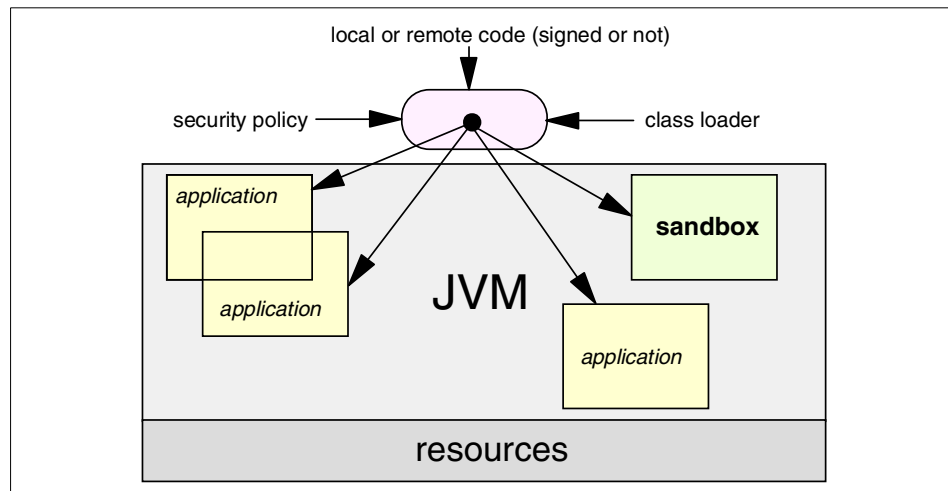 local or remote code (signed or not)
security policy
class loader
application
sandbox
application
JVM
application
resources